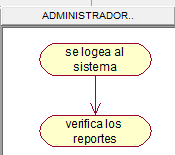 ADMINISTRADOR..
se logea al
sistema
verifica los
reportes